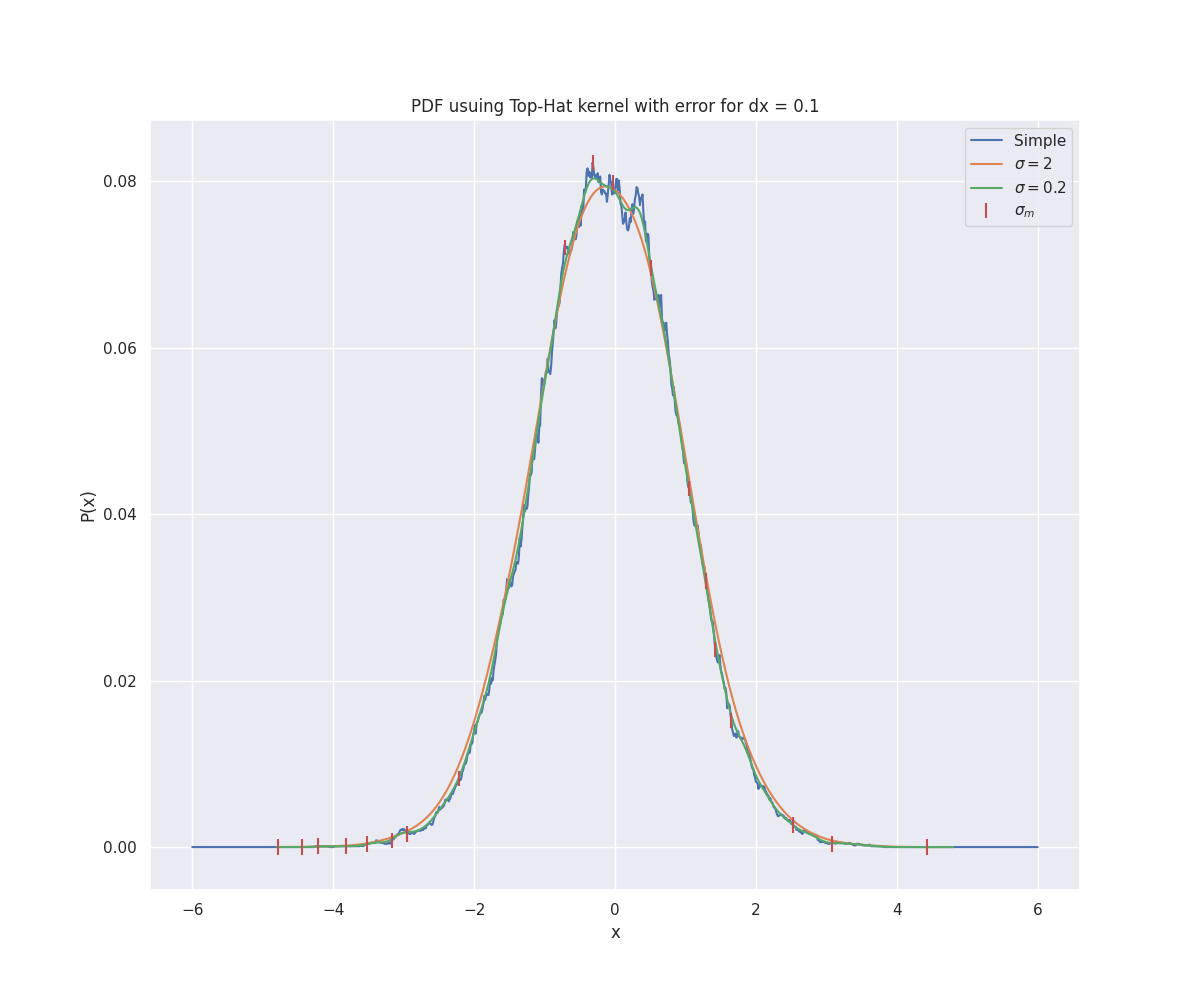 PDF usuing Top-Hat kernel with error for dx = 0.1
Simple
σ = 2
σ = 0.2
σₘ
0.08
0.06
0.04
0.02
0.00
P(x)
−6 −4 −2 0 2 4 6
x